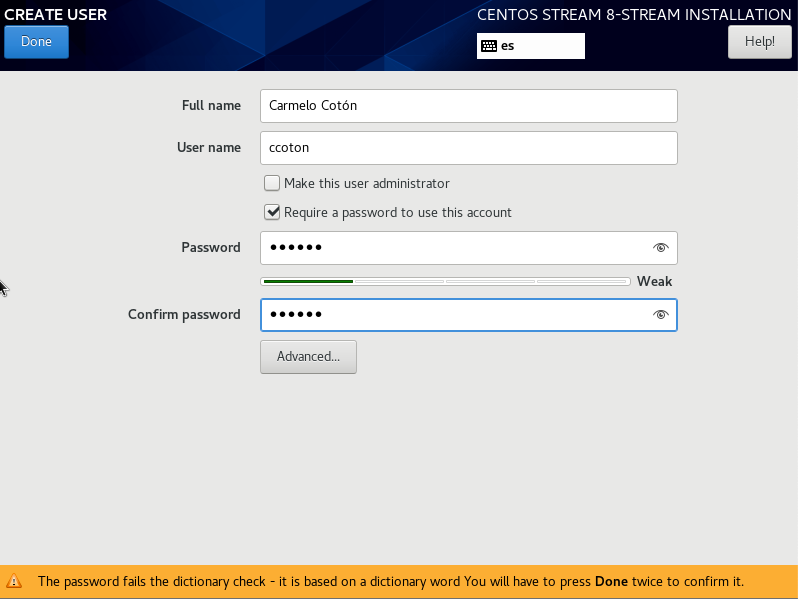 CREATE USER
CENTOS STREAM 8-STREAM INSTALLATION
Done
es
Help!
Full name
Carmelo Cotón
User name
ccoton
Make this user administrator
Require a password to use this account
Password
●●●●●●
Weak
Confirm password
●●●●●●
Advanced...
The password fails the dictionary check - it is based on a dictionary word You will have to press Done twice to confirm it.